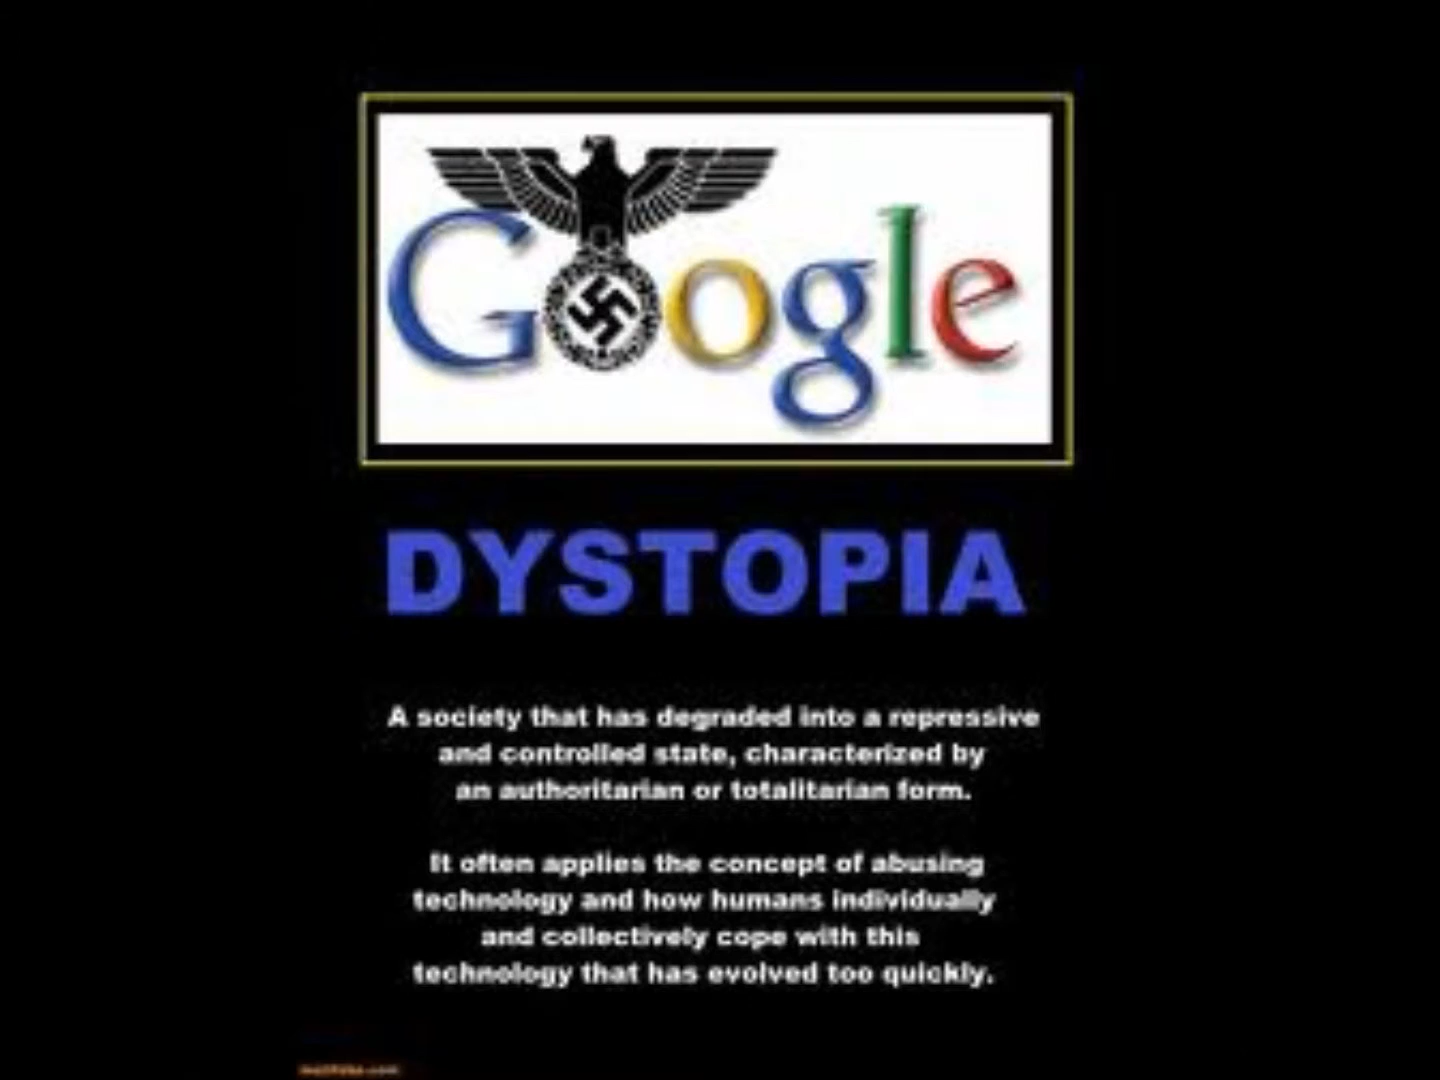 Google
DYSTOPIA
A society that has degraded into a repressive
and controlled state, characterized by
an authoritarian or totalitarian form.
It often applies the concept of abusing
technology and how humans individually
and collectively cope with this
technology that has evolved too quickly.